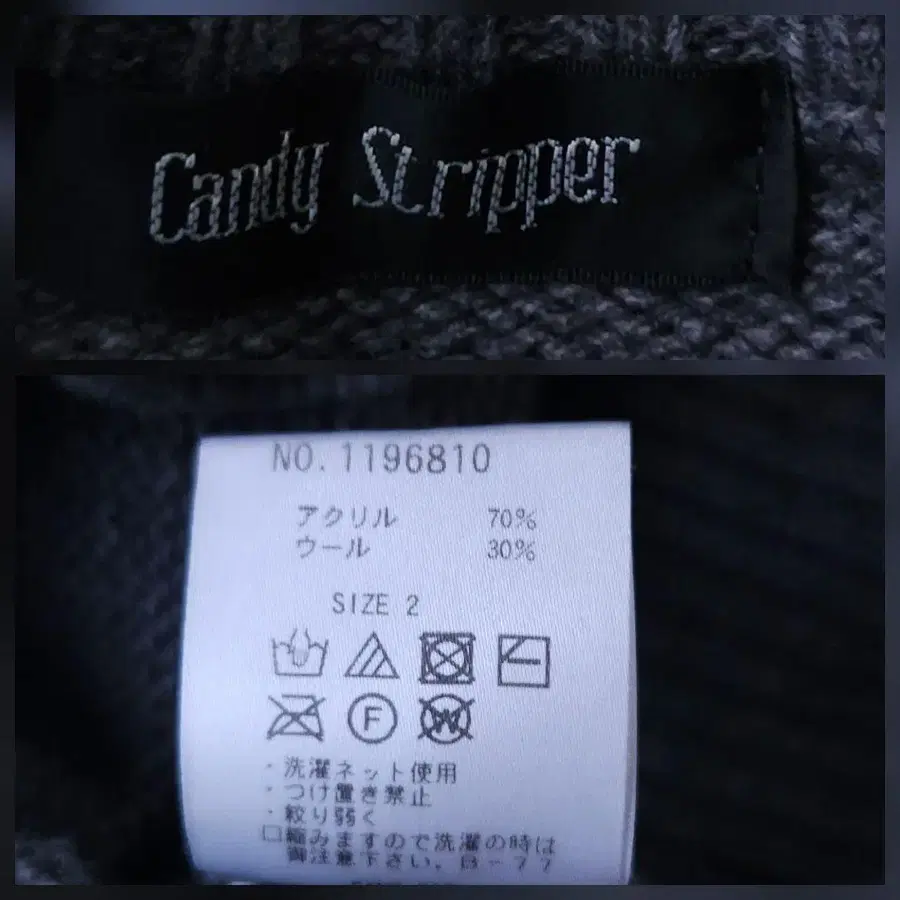 Candy Stripper
NO.1196810
アクリル 70%
ウール 30%
SIZE 2
F
W
・洗濯ネット使用
・つけ置き禁止
・絞り弱く
□縮みますので洗濯の時は
御注意下さい。B-77